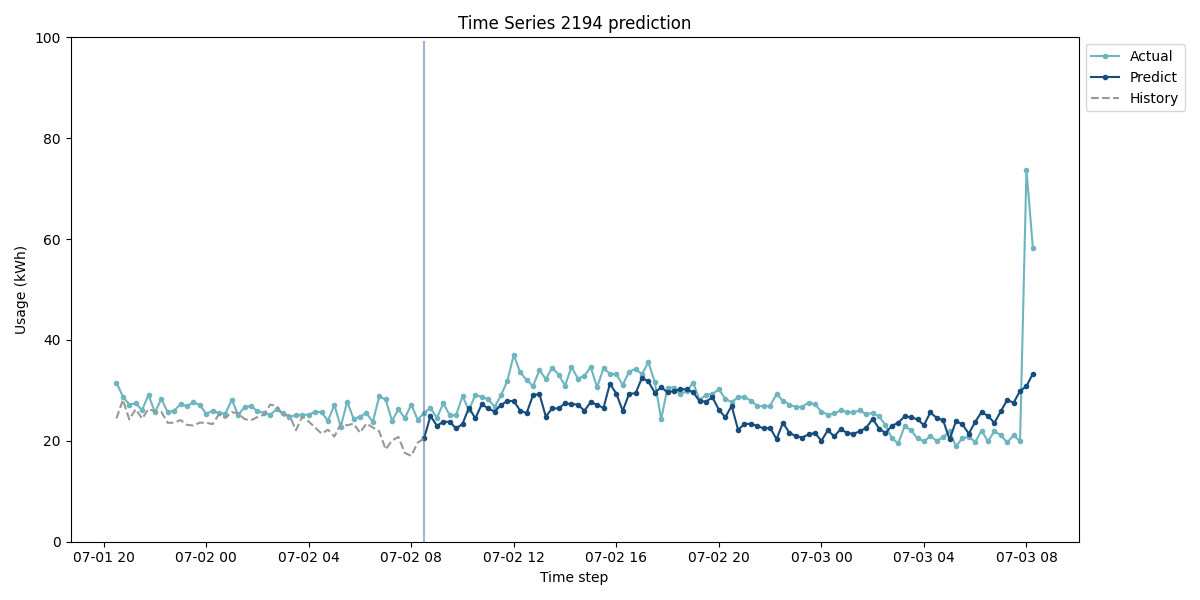 Time Series 2194 prediction
Usage (kWh)
100
80
60
40
20
0
07-01 20
07-02 00
07-02 04
07-02 08
07-02 12
07-02 16
07-02 20
07-03 00
07-03 04
07-03 08
Time step
Actual
Predict
History